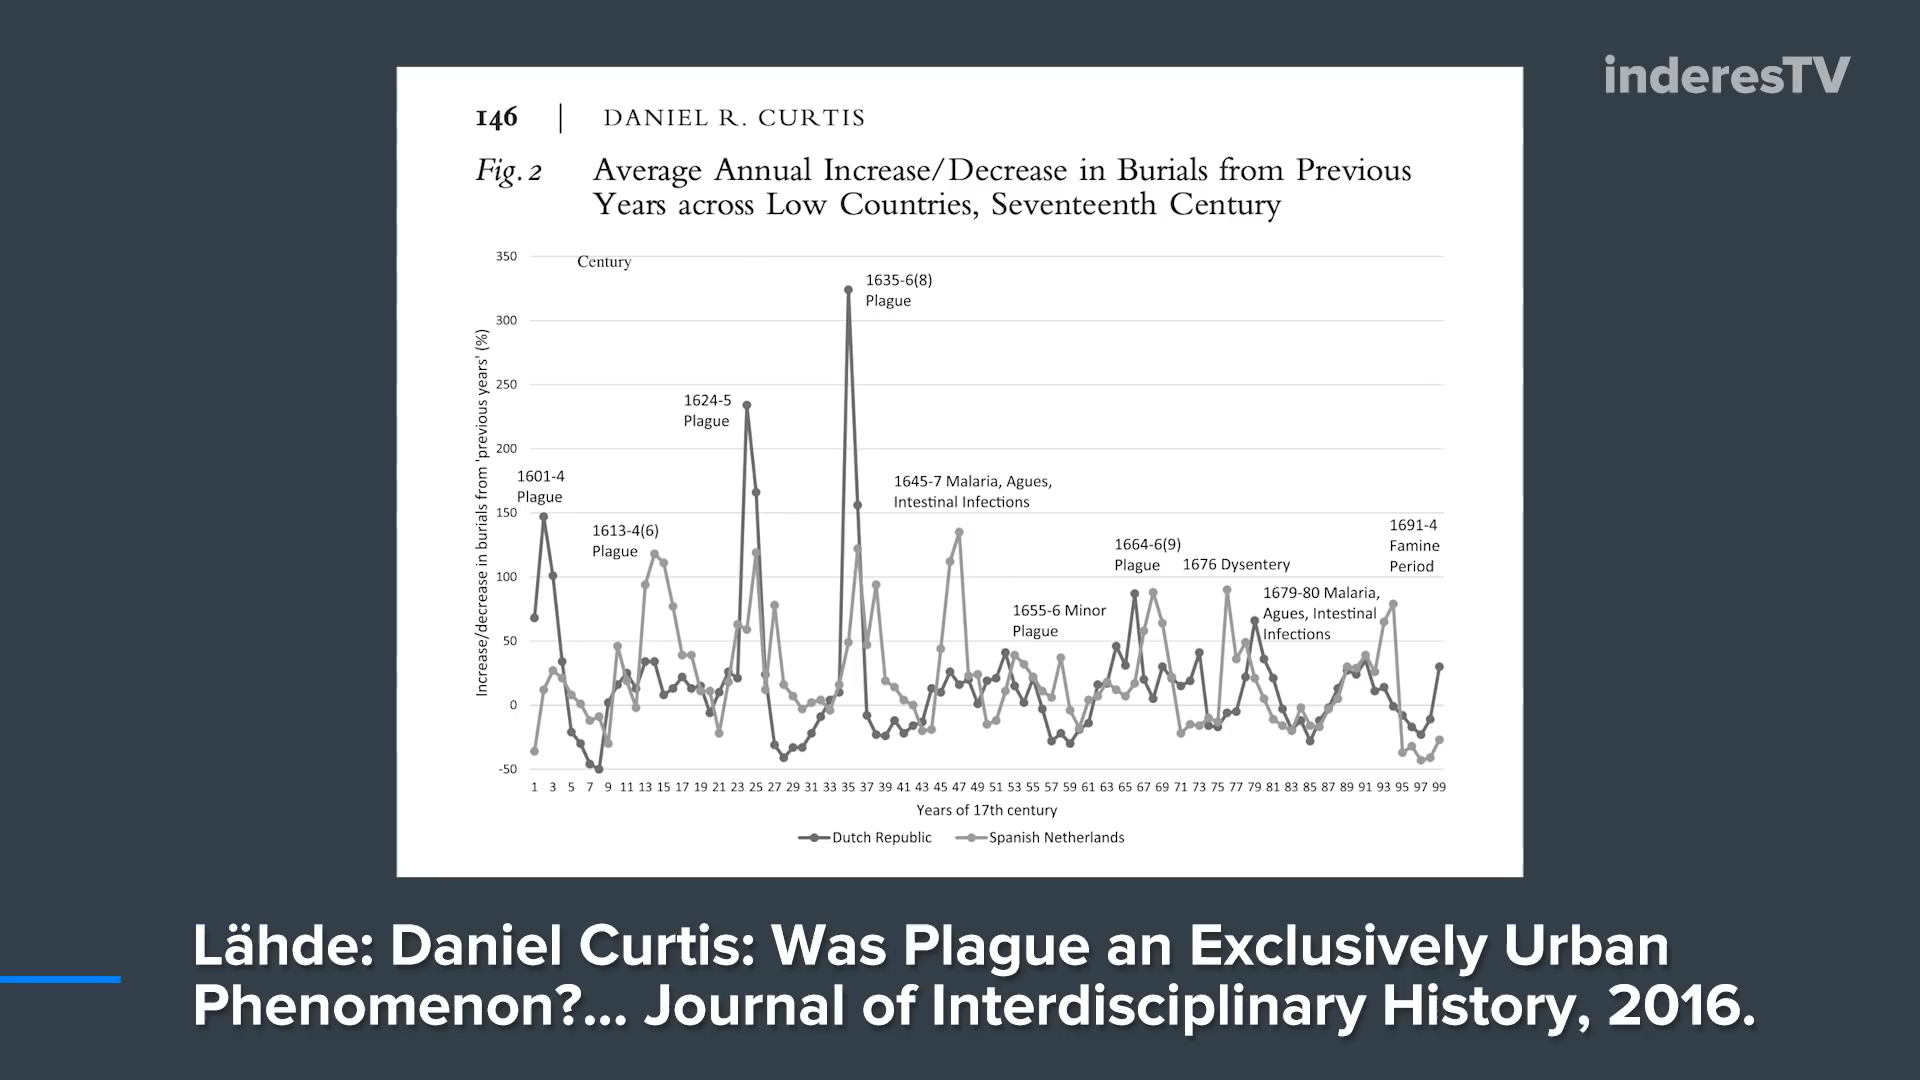 inderesTV
146 | DANIEL R. CURTIS
Fig. 2 Average Annual Increase/Decrease in Burials from Previous
Years across Low Countries, Seventeenth Century
Century
Increase/decrease in burials from 'previous years' (%)
350
300
250
200
150
100
50
0
-50
1601-4
Plague
1613-4(6)
Plague
1624-5
Plague
1635-6(8)
Plague
1645-7 Malaria, Agues,
Intestinal Infections
1655-6 Minor
Plague
1664-6(9)
Plague
1676 Dysentery
1679-80 Malaria,
Agues, Intestinal
Infections
1691-4
Famine
Period
1 3 5 7 9 11 13 15 17 19 21 23 25 27 29 31 33 35 37 39 41 43 45 47 49 51 53 55 57 59 61 63 65 67 69 71 73 75 77 79 81 83 85 87 89 91 93 95 97 99
Years of 17th century
Dutch Republic Spanish Netherlands
Lähde: Daniel Curtis: Was Plague an Exclusively Urban
Phenomenon?... Journal of Interdisciplinary History, 2016.